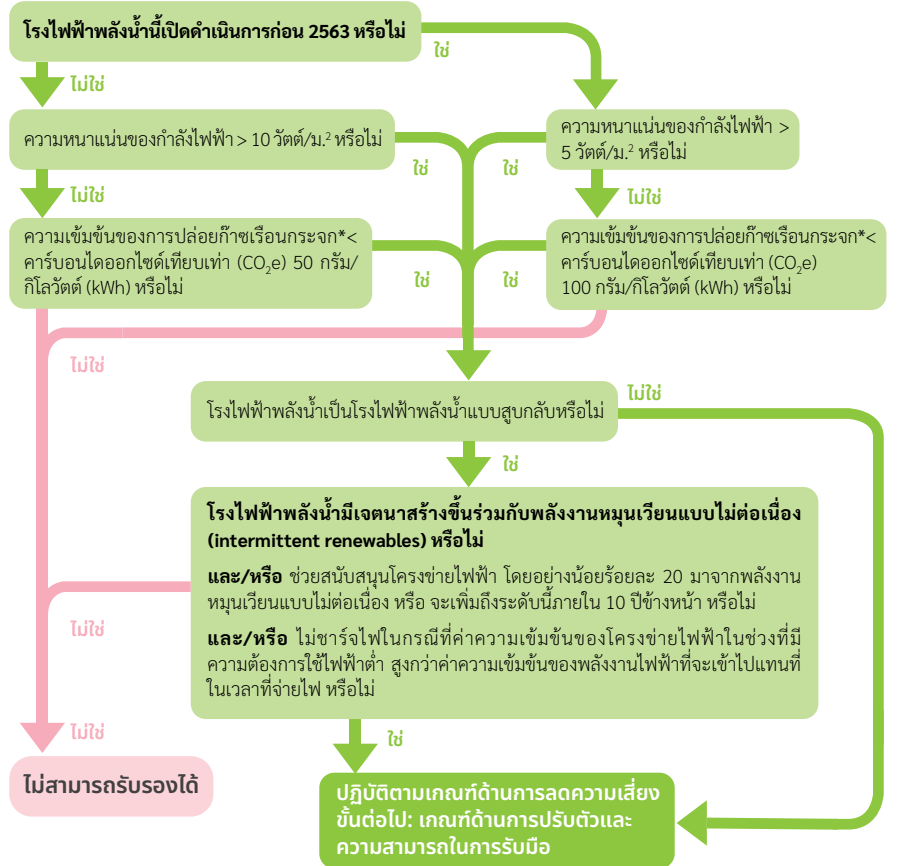 โรงไฟฟ้าพลังน้ำนี้เปิดดำเนินการก่อน 2563 หรือไม่
ใช่
ไม่ใช่
ความหนาแน่นของกำลังไฟฟ้า > 10 วัตต์/ม.² หรือไม่
ใช่
ความหนาแน่นของกำลังไฟฟ้า >
5 วัตต์/ม.² หรือไม่
ใช่
ไม่ใช่
ไม่ใช่
ความเข้มข้นของการปล่อยก๊าซเรือนกระจก*<
คาร์บอนไดออกไซด์เทียบเท่า (CO₂e) 50 กรัม/
กิโลวัตต์ (kWh) หรือไม่
ใช่
ความเข้มข้นของการปล่อยก๊าซเรือนกระจก*<
คาร์บอนไดออกไซด์เทียบเท่า (CO₂e)
100 กรัม/กิโลวัตต์ (kWh) หรือไม่
ใช่
ไม่ใช่
โรงไฟฟ้าพลังน้ำเป็นโรงไฟฟ้าพลังน้ำแบบสูบกลับหรือไม่
ไม่ใช่
ใช่
โรงไฟฟ้าพลังน้ำมีเจตนาสร้างขึ้นร่วมกับพลังงานหมุนเวียนแบบไม่ต่อเนื่อง
(intermittent renewables) หรือไม่
และ/หรือ ช่วยสนับสนุนโครงข่ายไฟฟ้า โดยอย่างน้อยร้อยละ 20 มาจากพลังงาน
หมุนเวียนแบบไม่ต่อเนื่อง หรือ จะเพิ่มถึงระดับนี้ภายใน 10 ปีข้างหน้า หรือไม่
และ/หรือ ไม่ชาร์จไฟในกรณีที่ค่าความเข้มข้นของโครงข่ายไฟฟ้าในช่วงที่มี
ความต้องการใช้ไฟฟ้าต่ำ สูงกว่าค่าความเข้มข้นของพลังงานไฟฟ้าที่จะเข้าไปแทนที่
ในเวลาที่จ่ายไฟ หรือไม่
ไม่ใช่
ไม่ใช่
ใช่
ไม่สามารถรับรองได้
ปฏิบัติตามเกณฑ์ด้านการลดความเสี่ยง
ขั้นต่อไป: เกณฑ์ด้านการปรับตัวและ
ความสามารถในการรับมือ